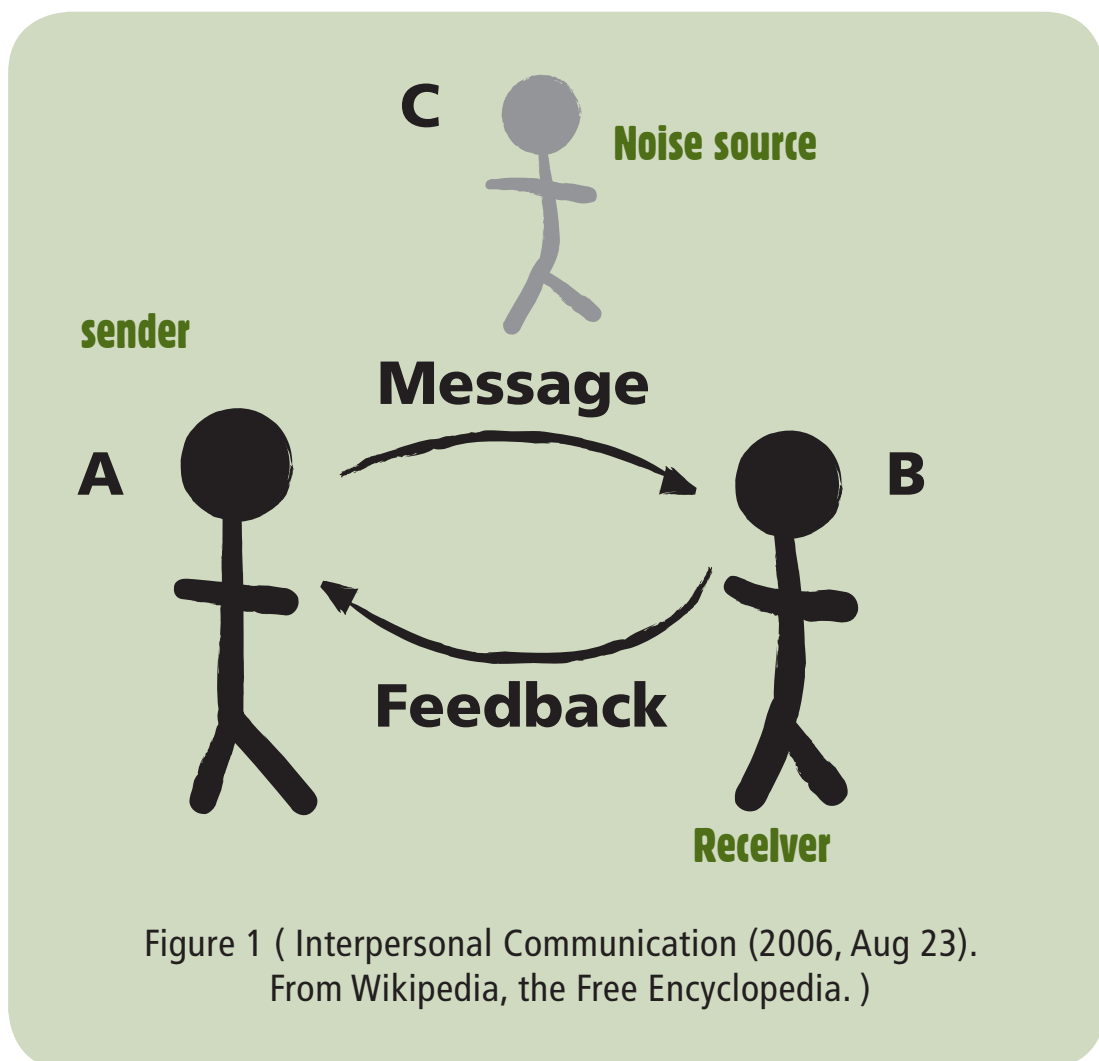 C
Noise source
sender
Message
A
B
Feedback
Receiver
Figure 1 ( Interpersonal Communication (2006, Aug 23).
From Wikipedia, the Free Encyclopedia. )